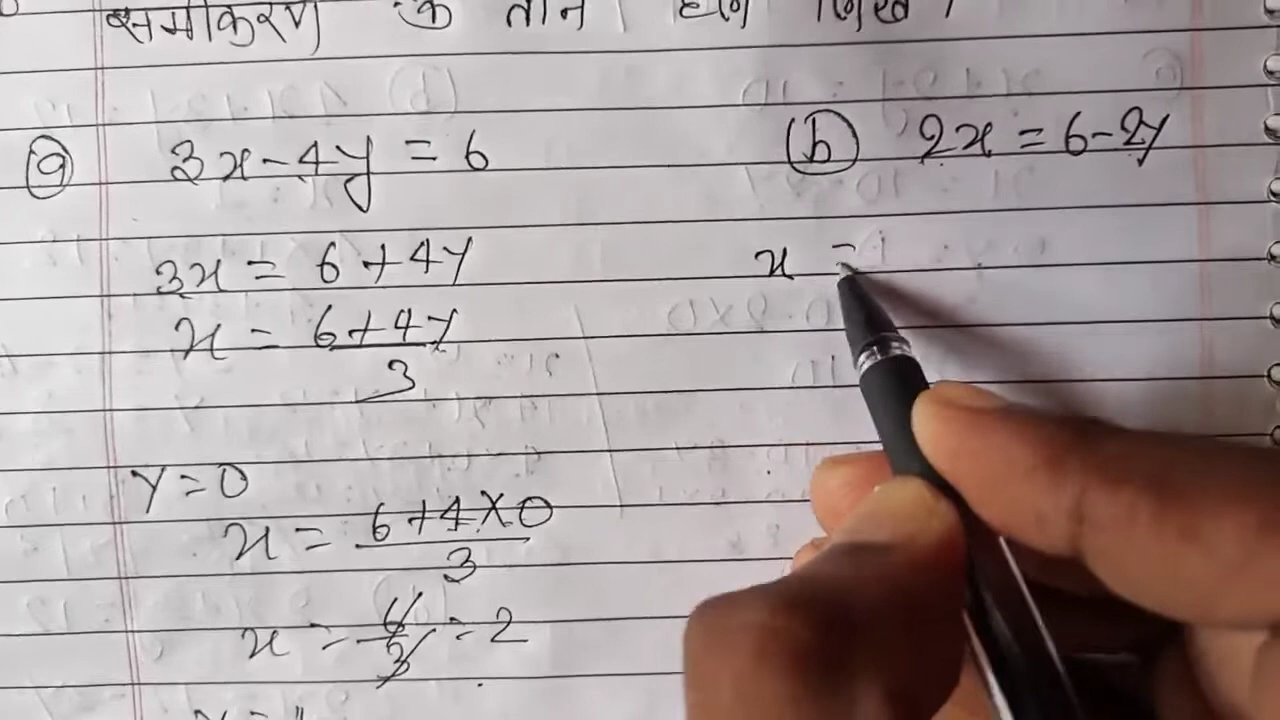 समीकरण के तीन हल लिखें।
(a) 3x - 4y = 6
3x = 6 + 4y
x = 6 + 4y / 3
y = 0
x = 6 + 4 × 0 / 3
x = 6 / 3 = 2
(b) 2x = 6 - 2y
x =